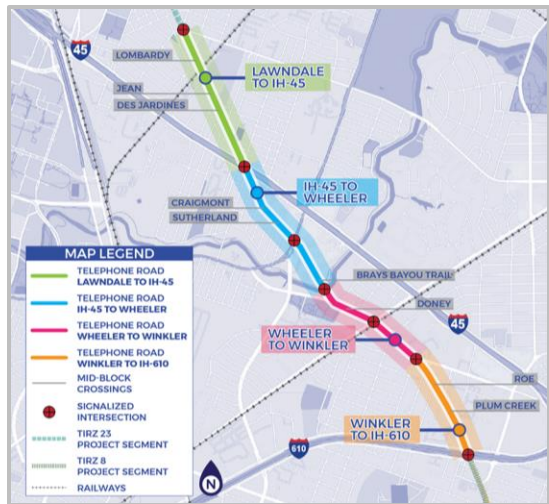 45
LOMBARDY
LAWNDALE
TO IH-45
JEAN
DES JARDINES
IH-45 TO
WHEELER
CRAIGMONT
SUTHERLAND
BRAYS BAYOU TRAIL
DONEY
45
WHEELER
TO WINKLER
ROE
PLUM CREEK
WINKLER
TO IH-610
610
N
MAP LEGEND
TELEPHONE ROAD
LAWNDALE TO IH-45
TELEPHONE ROAD
IH-45 TO WHEELER
TELEPHONE ROAD
WHEELER TO WINKLER
TELEPHONE ROAD
WINKLER TO IH-610
MID-BLOCK
CROSSINGS
SIGNALIZED
INTERSECTION
TIRZ 23
PROJECT SEGMENT
TIRZ 8
PROJECT SEGMENT
RAILWAYS